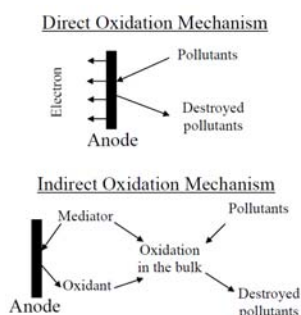 Direct Oxidation Mechanism
Pollutants
Electron
Destroyed
pollutants
Anode
Indirect Oxidation Mechanism
Mediator
Pollutants
Oxidation
in the bulk
Oxidant
Destroyed
pollutants
Anode